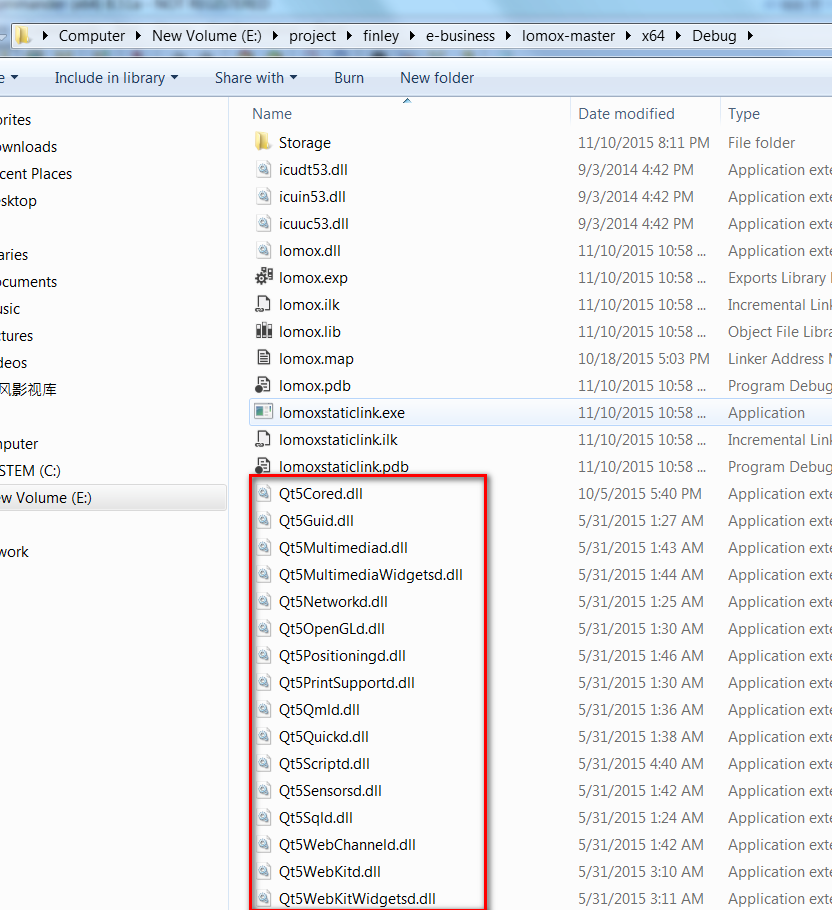 Computer New Volume (E:) project finley e-business lomox-master x64 Debug
e Include in library Share with Burn New folder
Name Date modified Type
Storage 11/10/2015 8:11 PM File folder
icudt53.dll 9/3/2014 4:42 PM Application exte
icuin53.dll 9/3/2014 4:42 PM Application exte
icuuc53.dll 9/3/2014 4:42 PM Application exte
lomox.dll 11/10/2015 10:58 ... Application exte
lomox.exp 11/10/2015 10:58 ... Exports Library
lomox.ilk 11/10/2015 10:58 ... Incremental Link
lomox.lib 11/10/2015 10:58 ... Object File Libra
lomox.map 10/18/2015 5:03 PM Linker Address
lomox.pdb 11/10/2015 10:58 ... Program Debug
lomoxstaticlink.exe 11/10/2015 10:58 ... Application
lomoxstaticlink.ilk 11/10/2015 10:58 ... Incremental Link
lomoxstaticlink.pdb 11/10/2015 10:58 ... Program Debug
Qt5Cored.dll 10/5/2015 5:40 PM Application exte
Qt5Guid.dll 5/31/2015 1:27 AM Application exte
Qt5Multimediad.dll 5/31/2015 1:43 AM Application exte
Qt5MultimediaWidgetsd.dll 5/31/2015 1:44 AM Application exte
Qt5Networkd.dll 5/31/2015 1:25 AM Application exte
Qt5OpenGLd.dll 5/31/2015 1:30 AM Application exte
Qt5Positioningd.dll 5/31/2015 1:46 AM Application exte
Qt5PrintSupportd.dll 5/31/2015 1:30 AM Application exte
Qt5Qmld.dll 5/31/2015 1:36 AM Application exte
Qt5Quickd.dll 5/31/2015 1:38 AM Application exte
Qt5Scriptd.dll 5/31/2015 4:40 AM Application exte
Qt5Sensorsd.dll 5/31/2015 1:42 AM Application exte
Qt5Sqld.dll 5/31/2015 1:24 AM Application exte
Qt5WebChanneld.dll 5/31/2015 1:42 AM Application exte
Qt5WebKitd.dll 5/31/2015 3:10 AM Application exte
Qt5WebKitWidgetsd.dll 5/31/2015 3:11 AM Application exte
rites
ownloads
cent Places
esktop
aries
ocuments
usic
ctures
deos
风影视库
mputer
STEM (C:)
ew Volume (E:)
work